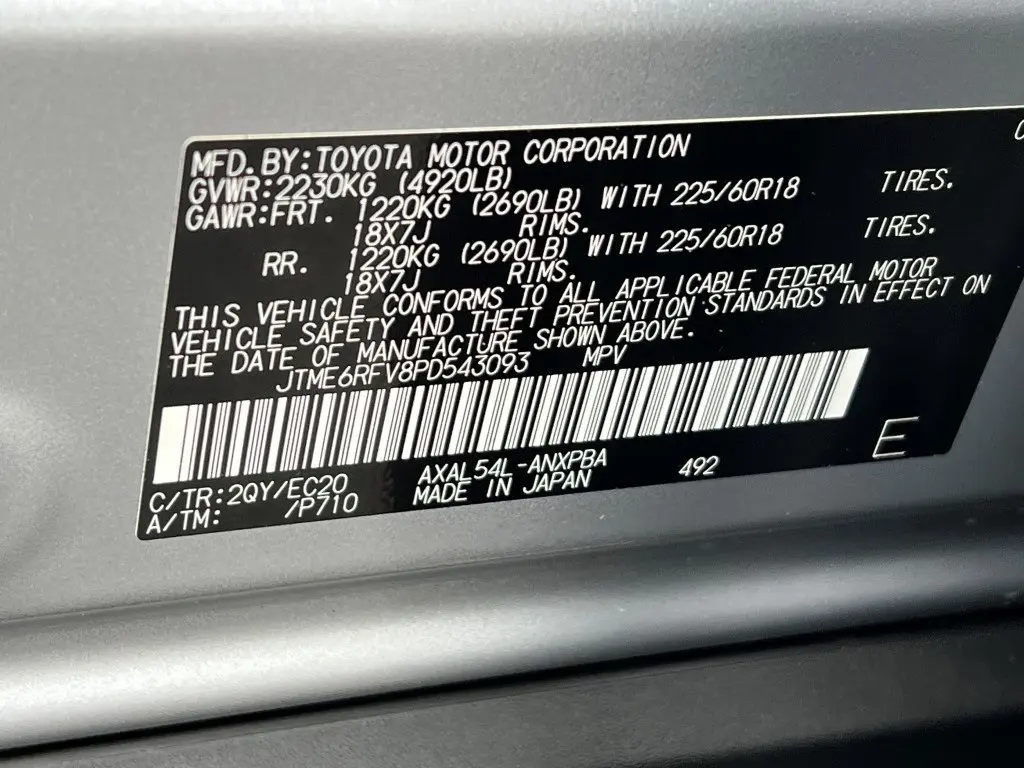 MFD. BY: TOYOTA MOTOR CORPORATION
GVWR: 2230KG (4920LB)
GAWR: FRT. 1220KG (2690LB) WITH 225/60R18 TIRES.
18X7J RIMS.
RR. 1220KG (2690LB) WITH 225/60R18 TIRES.
18X7J RIMS.
THIS VEHICLE CONFORMS TO ALL APPLICABLE FEDERAL MOTOR
VEHICLE SAFETY AND THEFT PREVENTION STANDARDS IN EFFECT ON
THE DATE OF MANUFACTURE SHOWN ABOVE.
JTME6RFV8PD543093 MPV
E
C/TR: 2QY/EC20 AXAL54L-ANXPBA 492
A/TM: /P710 MADE IN JAPAN